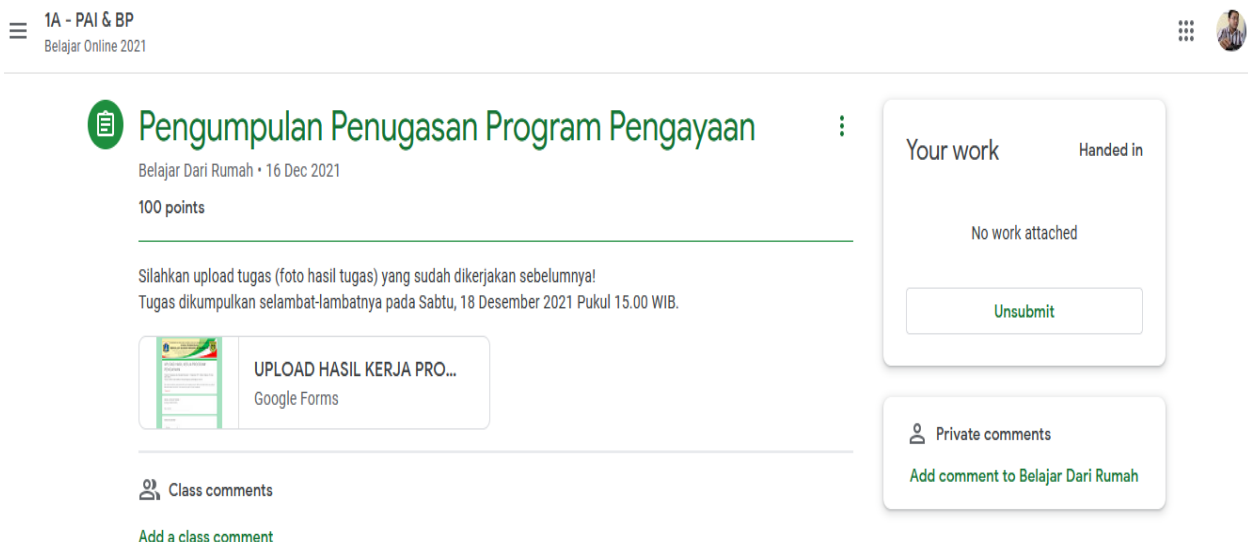 1A - PAI & BP
Belajar Online 2021
Pengumpulan Penugasan Program Pengayaan
Belajar Dari Rumah • 16 Dec 2021
100 points
Silahkan upload tugas (foto hasil tugas) yang sudah dikerjakan sebelumnya!
Tugas dikumpulkan selambat-lambatnya pada Sabtu, 18 Desember 2021 Pukul 15.00 WIB.
UPLOAD HASIL KERJA PRO...
Google Forms
Class comments
Add a class comment
Your work
Handed in
No work attached
Unsubmit
Private comments
Add comment to Belajar Dari Rumah